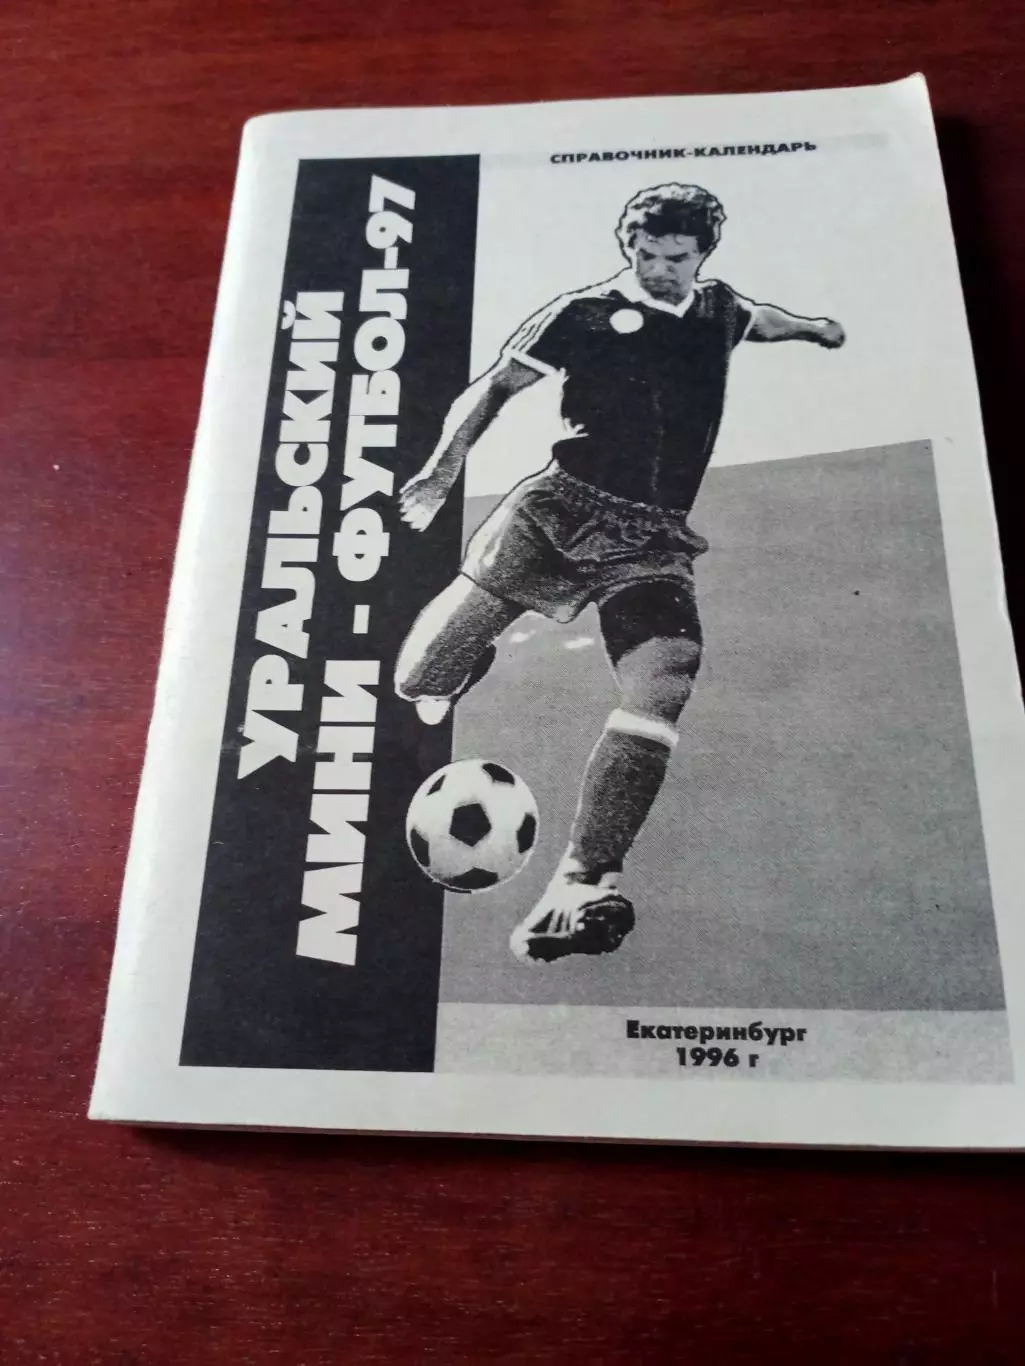 СПРАВОЧНИК-КАЛЕНДАРЬ
УРАЛЬСКИЙ
МИНИ - ФУТБОЛ-97
Екатеринбург
1996 г